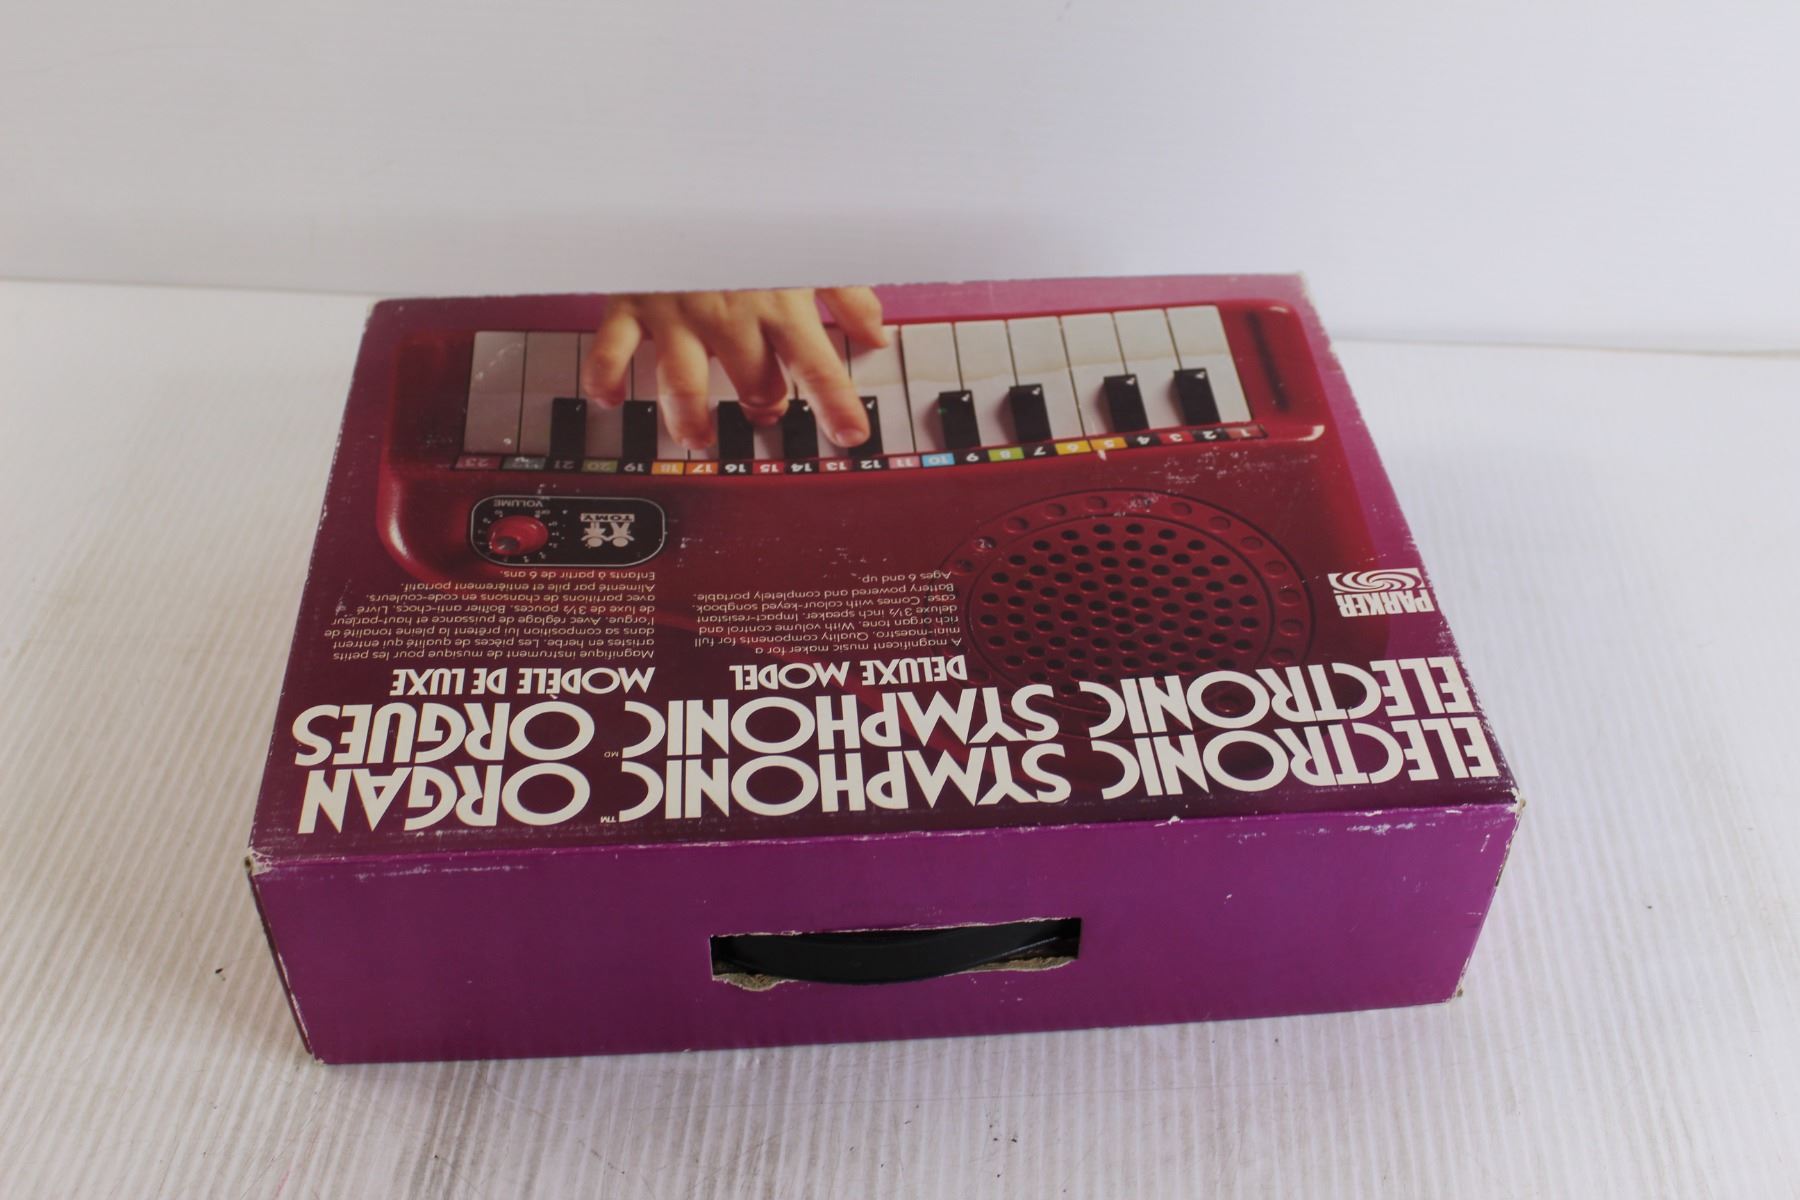 ELECTRONIC SYMPHONIC ORGAN™
ELECTRONIC SYMPHONIC ORGUES MD
DELUXE MODEL
A magnificent music maker for a
mini-maestro. Quality components for full
rich organ tone. With volume control and
deluxe 3½ inch speaker. Impact-resistant
case. Comes with colour-keyed songbook.
Battery powered and completely portable.
Ages 6 and up.
MODÈLE DE LUXE
Magnifique instrument de musique pour les petits
artistes en herbe. Les pièces de qualité qui entrent
dans sa composition lui prêtent la pleine tonalité de
l'orgue. Avec réglage de puissance et haut-parleur
de luxe de 3½ pouces. Boîtier anti-chocs. Livré
avec partitions de chansons en code-couleurs.
Alimenté par pile et entièrement portatif.
Enfants à partir de 6 ans.
PARKER
TOMY
VOLUME
1 2 3 4 5 6 7 8 9 10 11 12 13 14 15 16 17 18 19 20 21 23